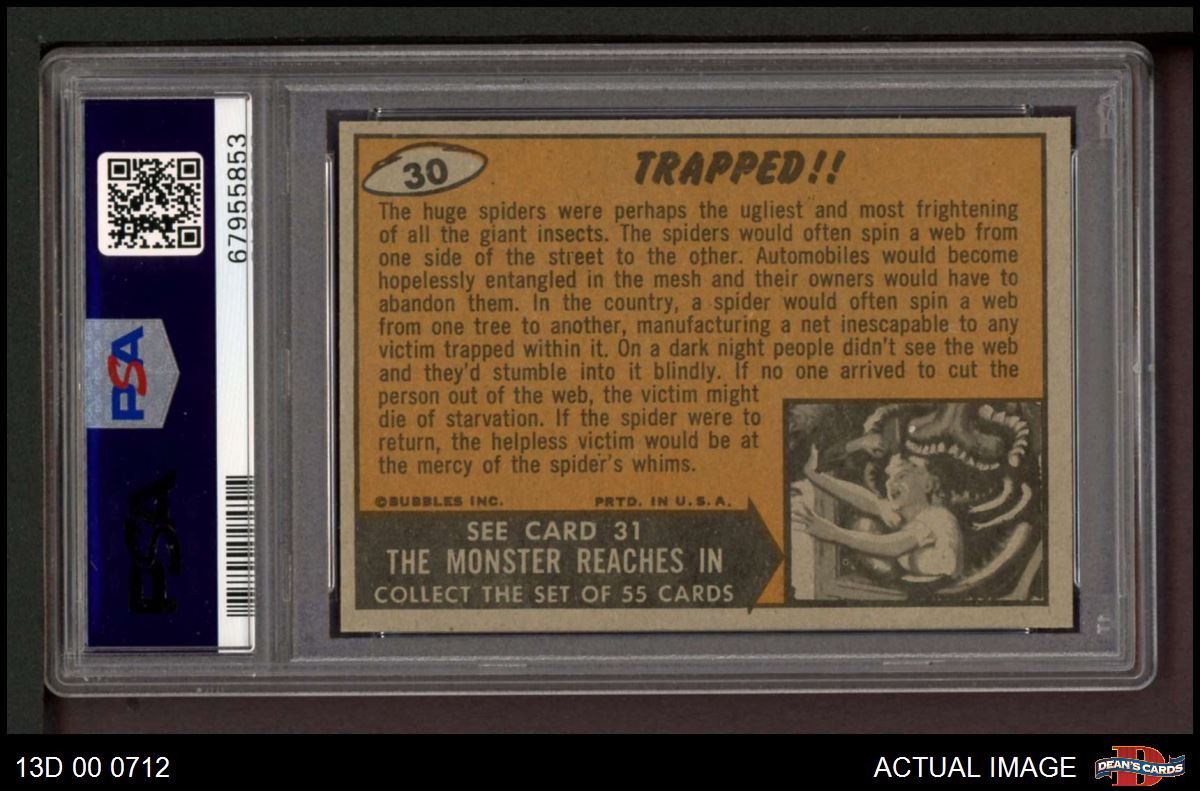 67955853
PSA
PSA
30
TRAPPED!!
The huge spiders were perhaps the ugliest and most frightening
of all the giant insects. The spiders would often spin a web from
one side of the street to the other. Automobiles would become
hopelessly entangled in the mesh and their owners would have to
abandon them. In the country, a spider would often spin a web
from one tree to another, manufacturing a net inescapable to any
victim trapped within it. On a dark night people didn't see the web
and they'd stumble into it blindly. If no one arrived to cut the
person out of the web, the victim might
die of starvation. If the spider were to
return, the helpless victim would be at
the mercy of the spider's whims.
©BUBBLES INC. PRTD. IN U.S.A.
SEE CARD 31
THE MONSTER REACHES IN
COLLECT THE SET OF 55 CARDS
13D 00 0712
ACTUAL IMAGE
DEAN'S CARDS